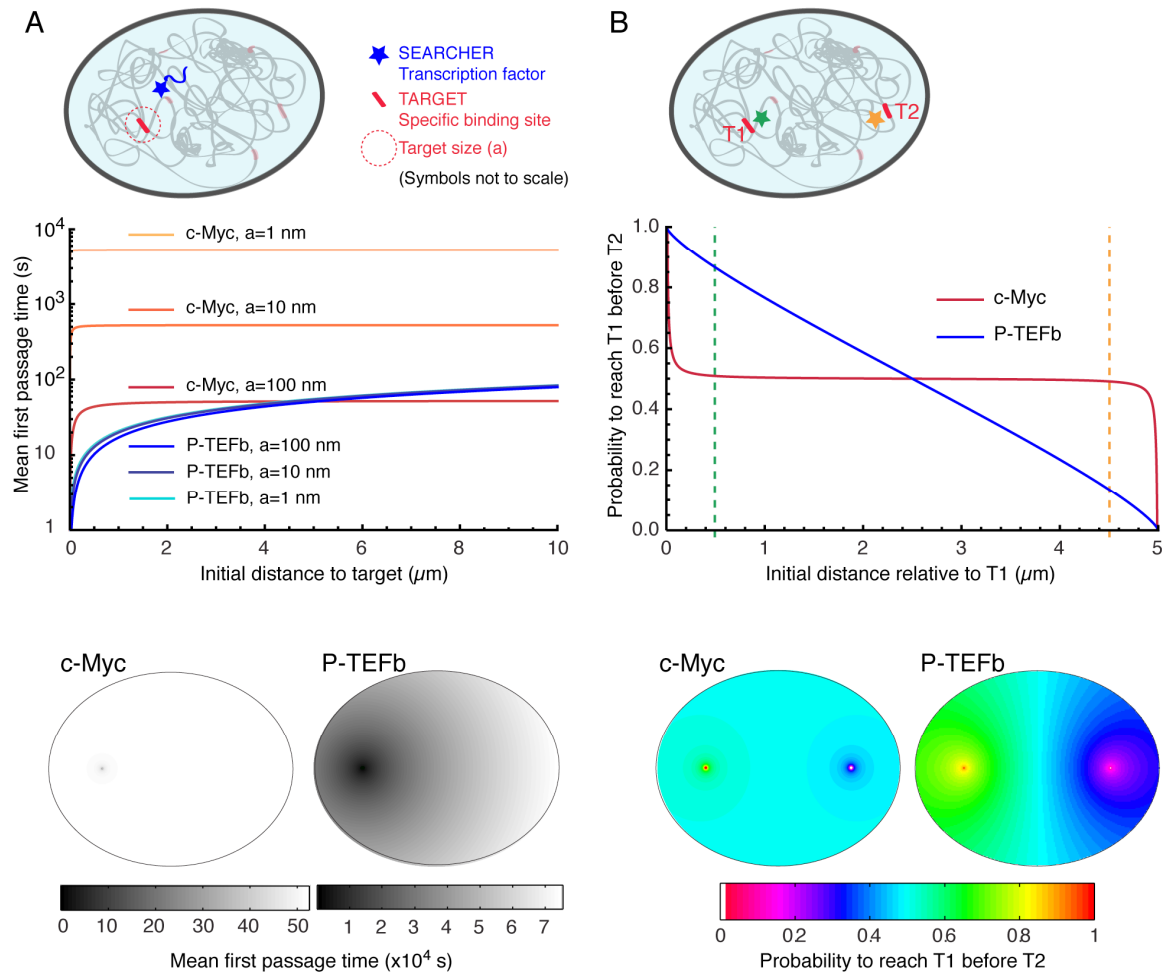 A
SEARCHER
Transcription factor
TARGET
Specific binding site
Target size (a)
(Symbols not to scale)
Mean first passage time (s)
10⁴
10³
10²
10
1
c-Myc, a=1 nm
c-Myc, a=10 nm
c-Myc, a=100 nm
P-TEFb, a=100 nm
P-TEFb, a=10 nm
P-TEFb, a=1 nm
0 2 4 6 8 10
Initial distance to target (µm)
c-Myc P-TEFb
0 10 20 30 40 50
1 2 3 4 5 6 7
Mean first passage time (x10⁴ s)
B
T1
T2
Probability to reach T1 before T2
1.0
0.8
0.6
0.4
0.2
0.0
c-Myc
P-TEFb
0 1 2 3 4 5
Initial distance relative to T1 (µm)
c-Myc P-TEFb
0 0.2 0.4 0.6 0.8 1
Probability to reach T1 before T2